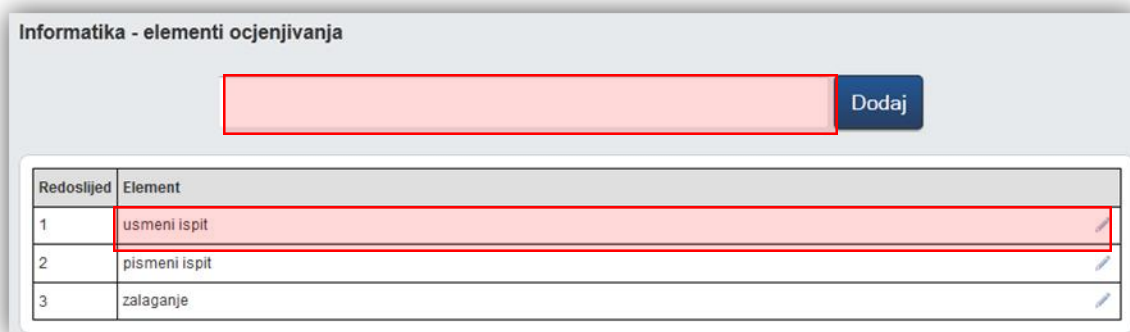 Informatika - elementi ocjenjivanja
Dodaj
Redoslijed Element
1 usmeni ispit
2 pismeni ispit
3 zalaganje